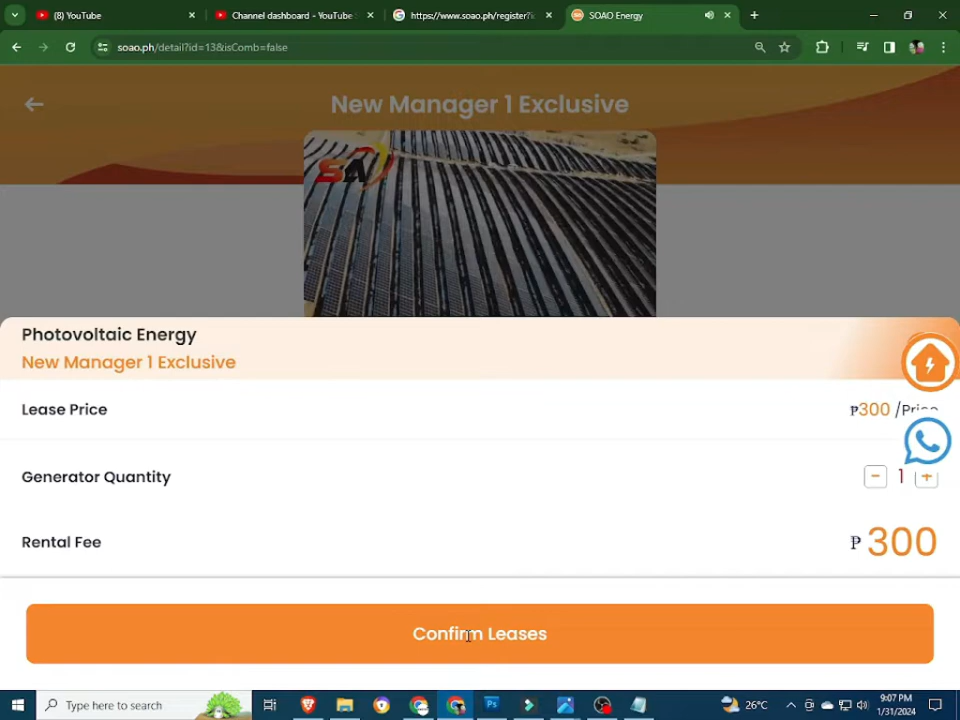 (8) YouTube
Channel dashboard - YouTube
https://www.soao.ph/register?i
SOAO Energy
soao.ph/detail?id=13&isComb=false
New Manager 1 Exclusive
SA
Photovoltaic Energy
New Manager 1 Exclusive
Lease Price
₱300 /Price
Generator Quantity
− 1 +
Rental Fee
₱ 300
Confirm Leases
Type here to search
26°C
9:07 PM
1/31/2024